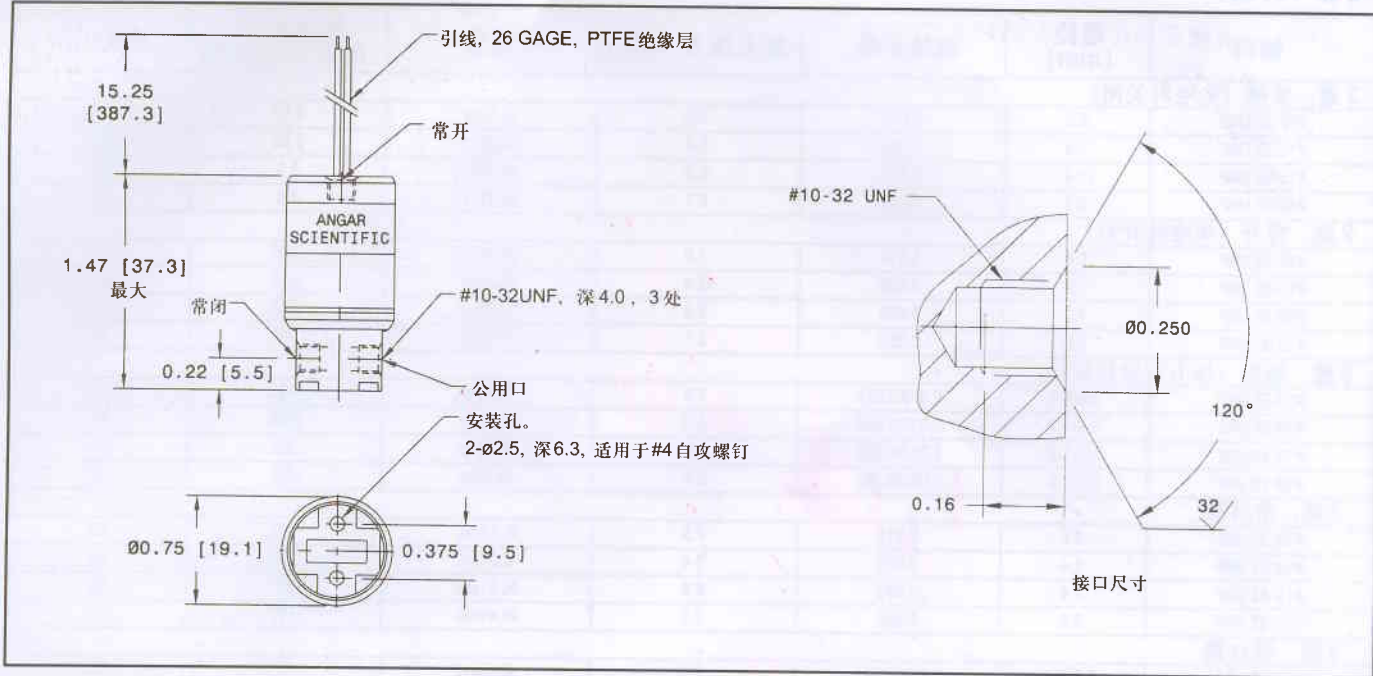 引线, 26 GAGE, PTFE绝缘层
15.25
[387.3]
常开
ANGAR
SCIENTIFIC
1.47 [37.3]
最大
常闭
#10-32UNF, 深4.0, 3处
0.22 [5.5]
公用口
安装孔。
2-ø2.5, 深6.3, 适用于#4自攻螺钉
Ø0.75 [19.1]
0.375 [9.5]
#10-32 UNF
Ø0.250
120°
0.16
32
接口尺寸